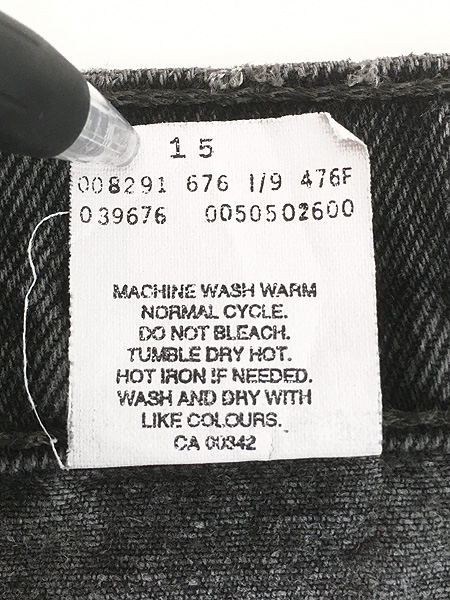 15
008291 676 1/9 476F
039676 0050502600
MACHINE WASH WARM
NORMAL CYCLE.
DO NOT BLEACH.
TUMBLE DRY HOT.
HOT IRON IF NEEDED.
WASH AND DRY WITH
LIKE COLOURS.
CA 00342